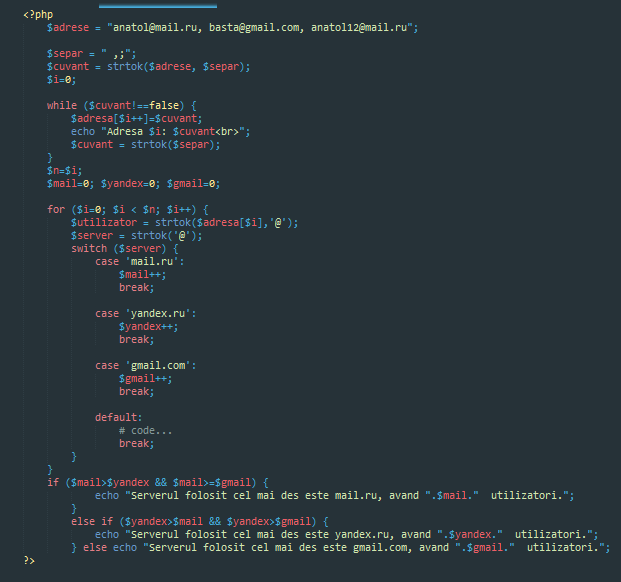 <?php
$adrese = "anatol@mail.ru, basta@gmail.com, anatol12@mail.ru";
$separ = " ,;";
$cuvant = strtok($adrese, $separ);
$i=0;
while ($cuvant!==false) {
$adresa[$i++]=$cuvant;
echo "Adresa $i: $cuvant<br>";
$cuvant = strtok($separ);
}
$n=$i;
$mail=0; $yandex=0; $gmail=0;
for ($i=0; $i < $n; $i++) {
$utilizator = strtok($adresa[$i],'@');
$server = strtok('@');
switch ($server) {
case 'mail.ru':
$mail++;
break;
case 'yandex.ru':
$yandex++;
break;
case 'gmail.com':
$gmail++;
break;
default:
# code...
break;
}
}
if ($mail>$yandex && $mail>=$gmail) {
echo "Serverul folosit cel mai des este mail.ru, avand ".$mail."  utilizatori.";
}
else if ($yandex>$mail && $yandex>$gmail) {
echo "Serverul folosit cel mai des este yandex.ru, avand ".$yandex."  utilizatori.";
} else echo "Serverul folosit cel mai des este gmail.com, avand ".$gmail."  utilizatori.";
?>